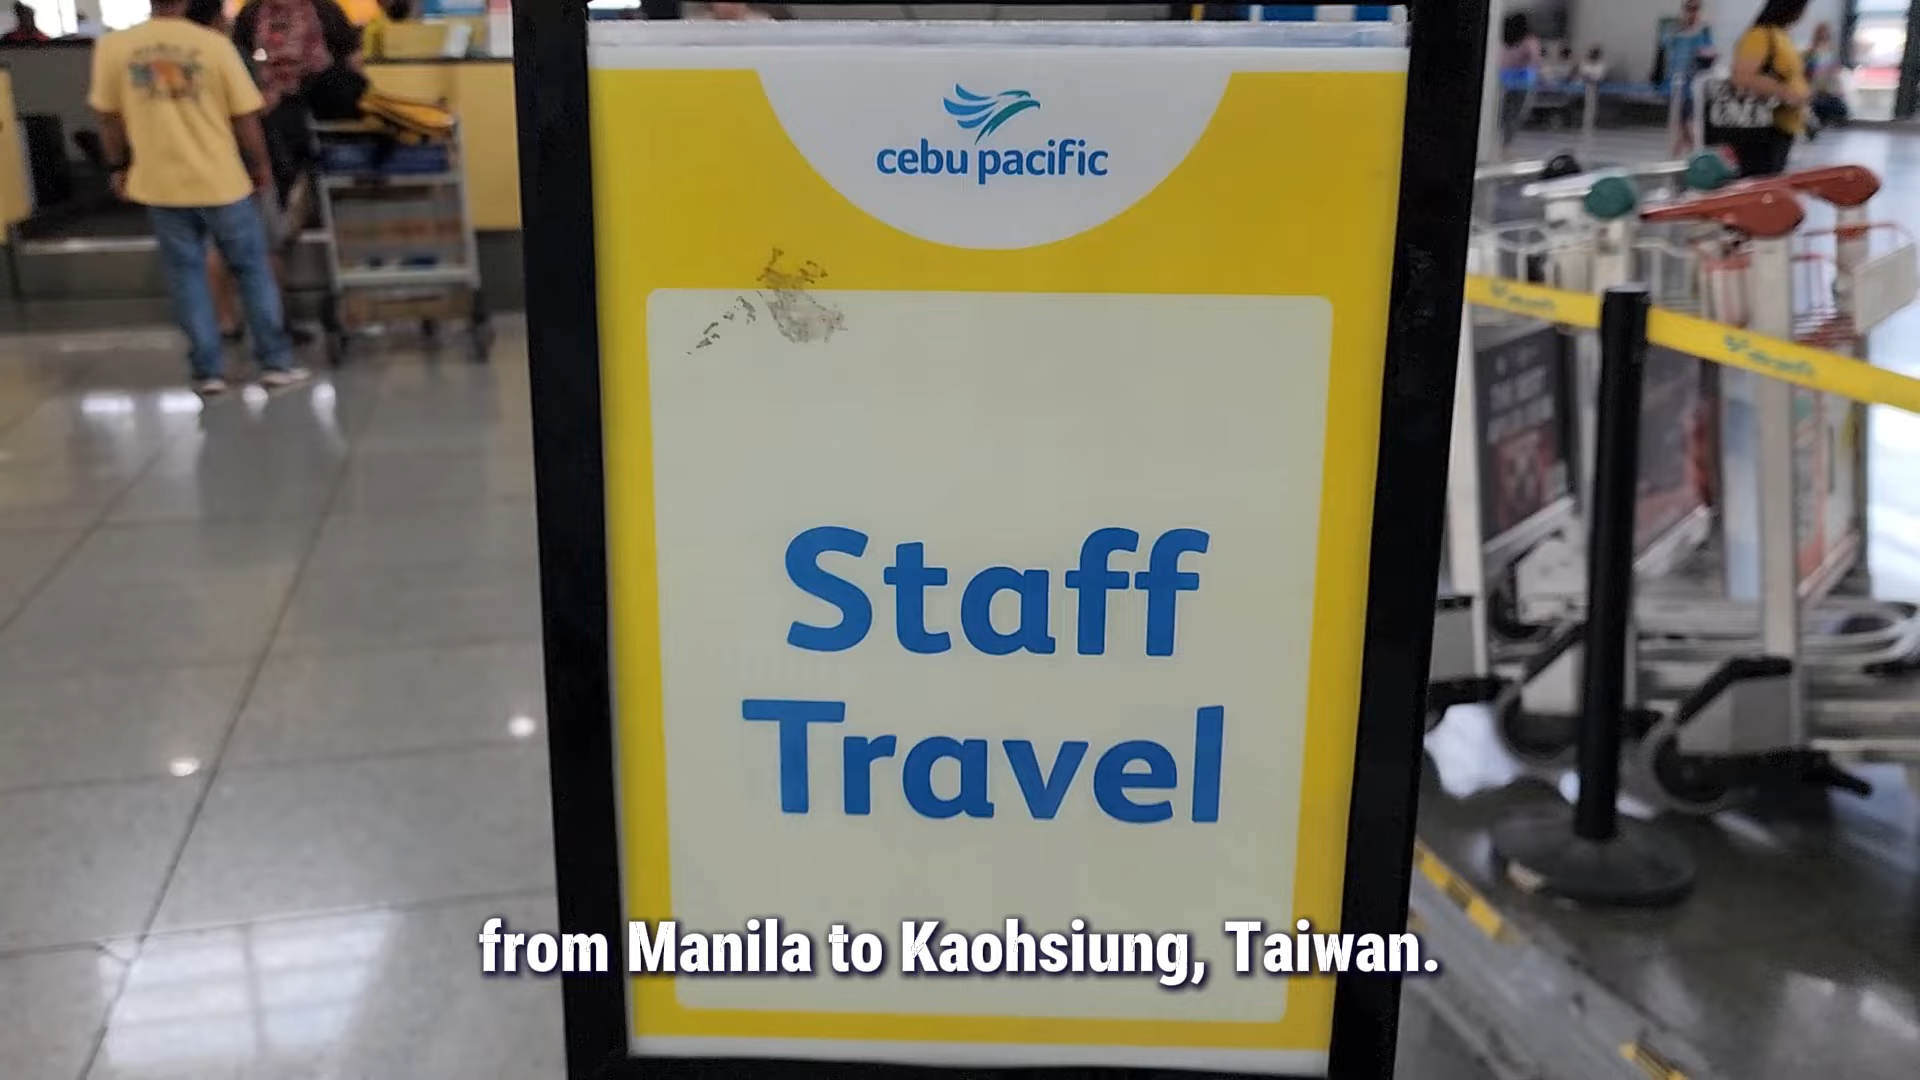 cebu pacific
Staff
Travel
from Manila to Kaohsiung, Taiwan.